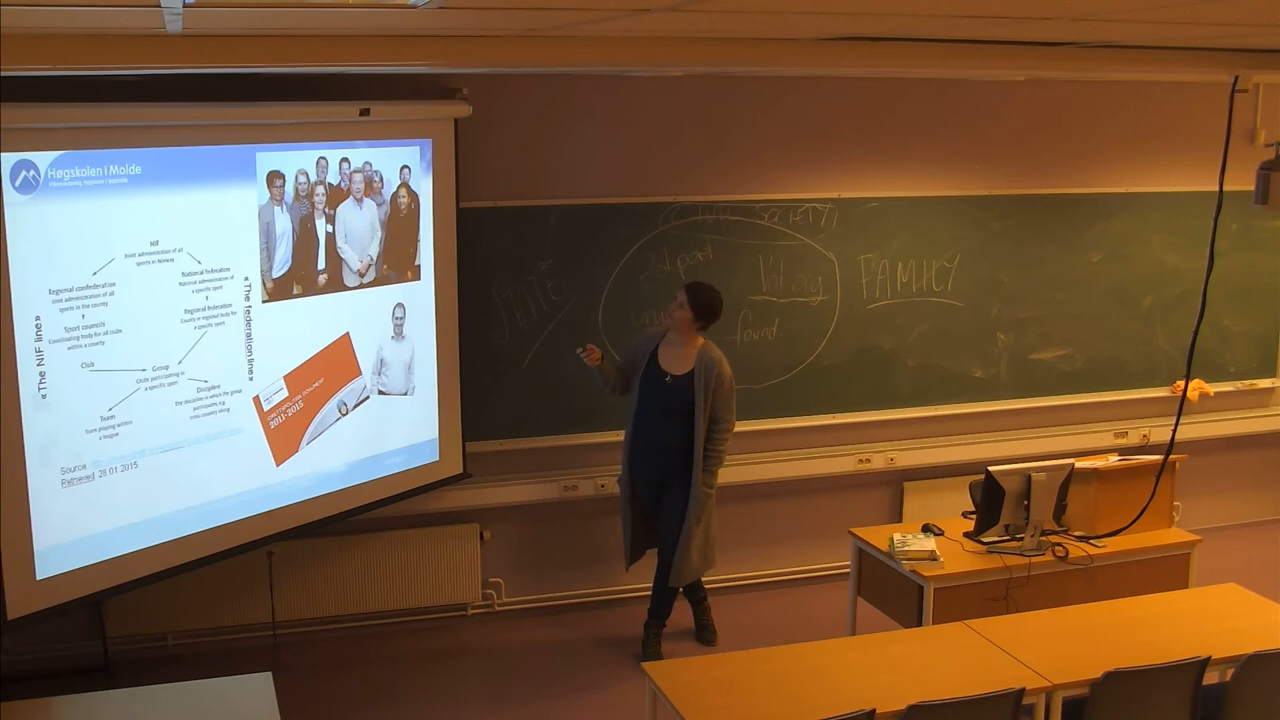 Høgskolen i Molde
NIF
Joint administration of all
sports in Norway
Regional confederation
Joint administration of all
sports in the county
National federation
National administration of
a specific sport
Sport councils
Coordinating body for all clubs
within a county
Regional federation
County or regional body for
a specific sport
Club
Group
Clubs participating in
a specific sport
Team
Team playing within
a league
Discipline
The discipline in which the group
participates, e.g.
cross country skiing
«The NIF line»
«The federation line»
IDRETTSPOLITISK DOKUMENT
2011-2015
Source
Retrieved 28.01.2015
SOCIETY
FAMILY
found.